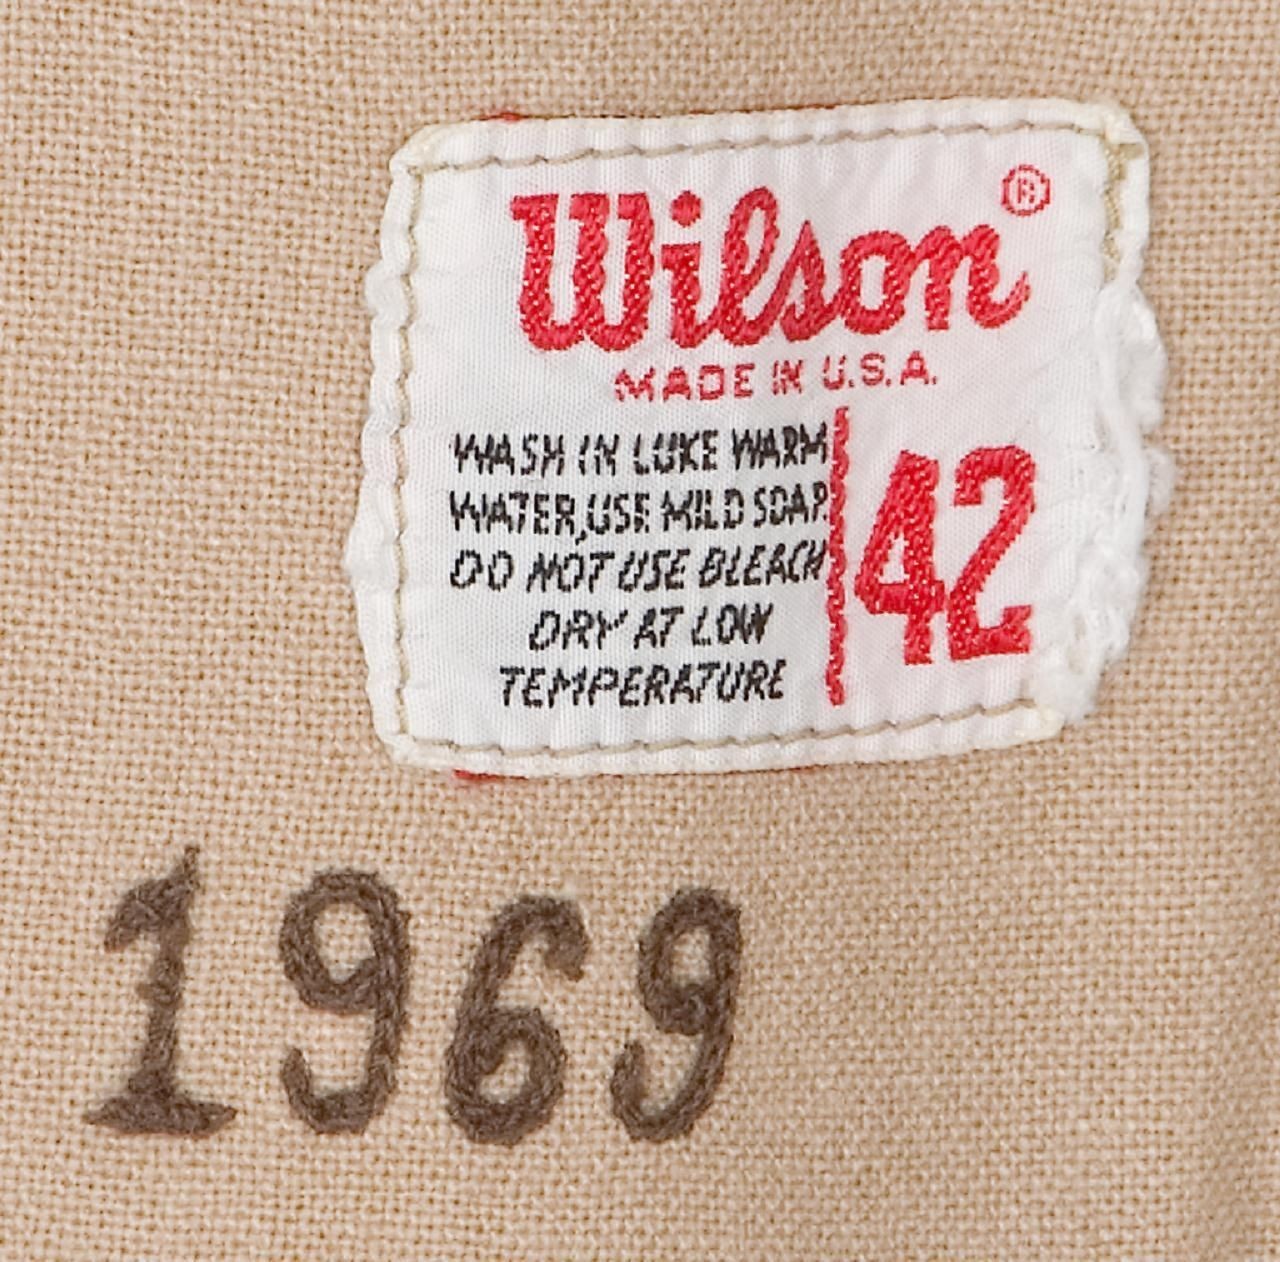 Wilson®
MADE IN U.S.A.
WASH IN LUKE WARM
WATER, USE MILD SOAP.
DO NOT USE BLEACH
DRY AT LOW
TEMPERATURE
42
1969